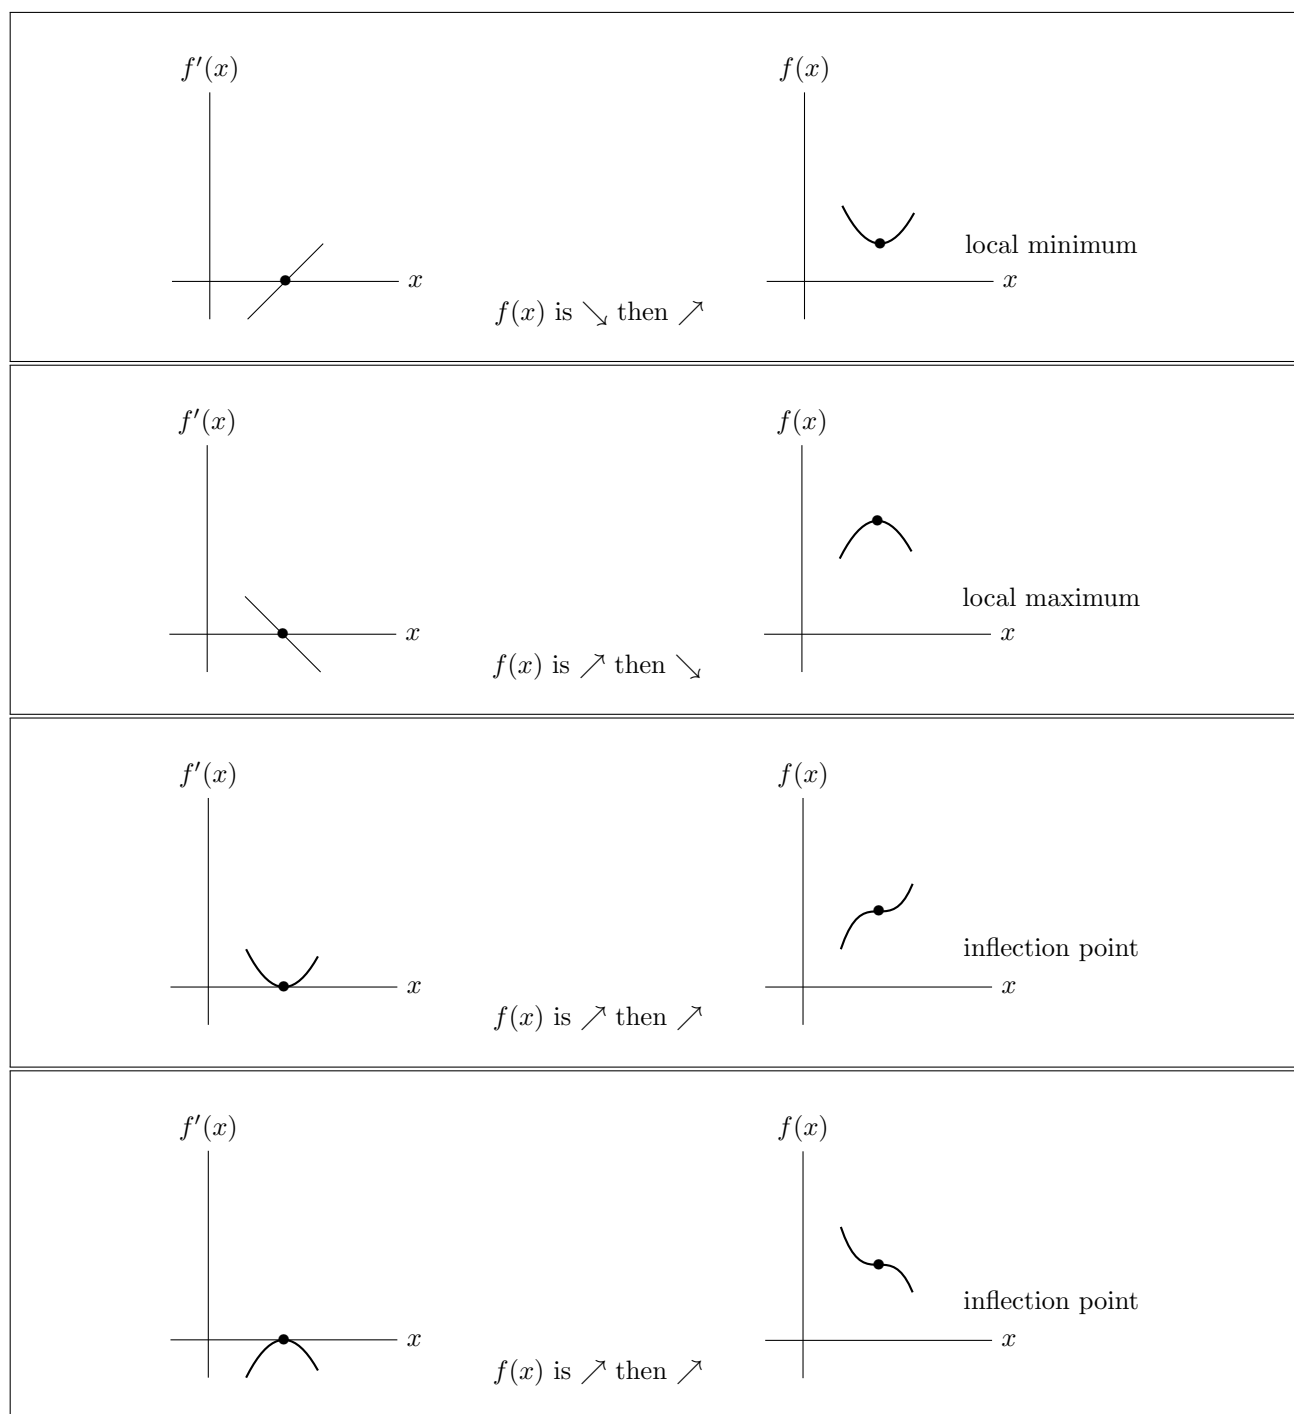 f′(x) f(x)
local minimum
x x
f(x) is ↘ then ↗
f′(x) f(x)
local maximum
x x
f(x) is ↗ then ↘
f′(x) f(x)
inflection point
x x
f(x) is ↗ then ↗
f′(x) f(x)
inflection point
x x
f(x) is ↗ then ↗